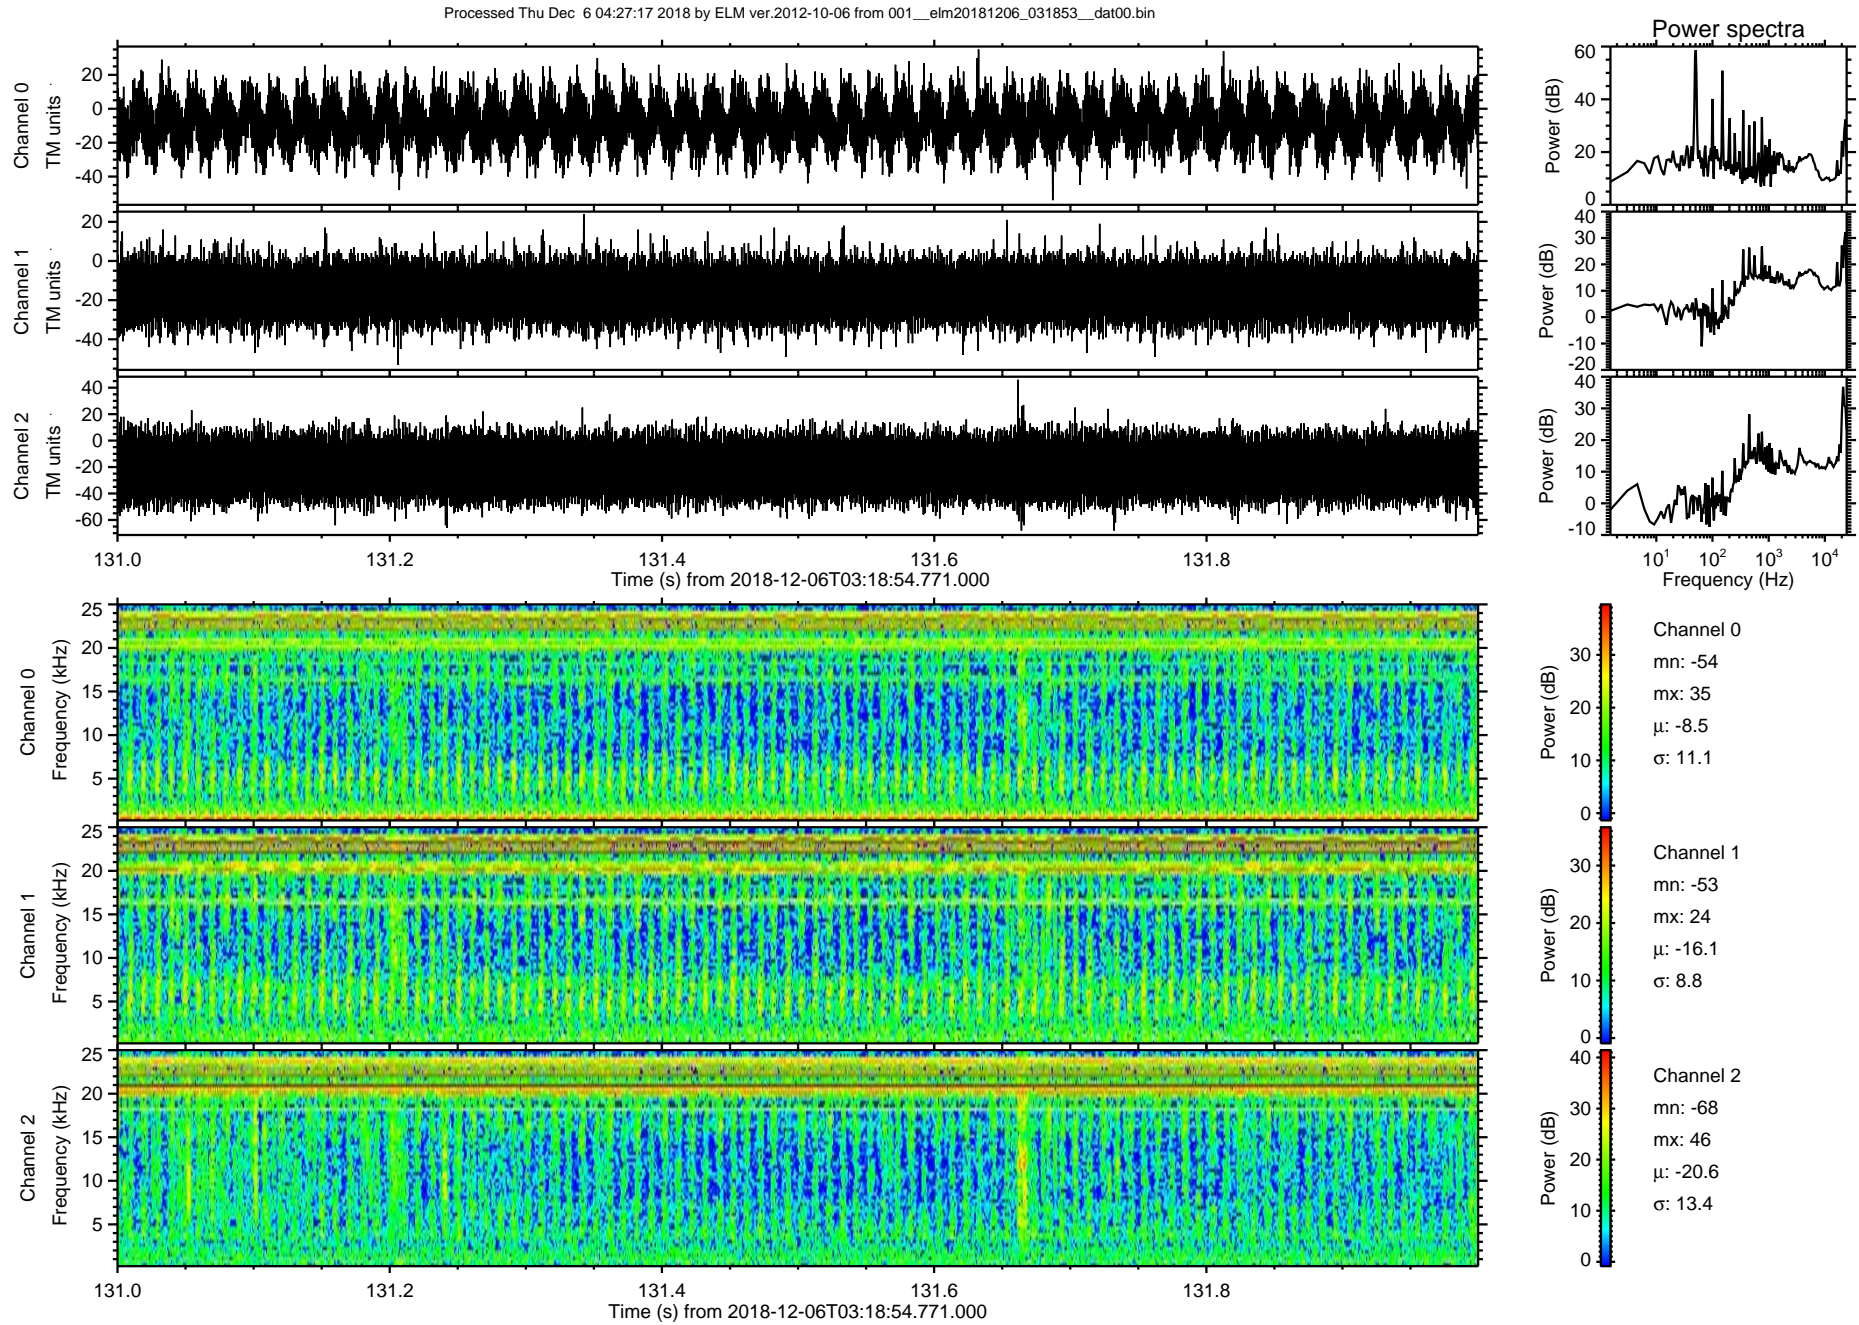 Processed Thu Dec  6 04:27:17 2018 by ELM ver.2012-10-06 from 001__elm20181206_031853__dat00.bin
Power spectra
Channel 0
TM units
20
0
-20
-40
Power (dB)
60
40
20
0
Channel 1
TM units
20
0
-20
-40
Power (dB)
40
30
20
10
0
-10
-20
Channel 2
TM units
40
20
0
-20
-40
-60
Power (dB)
40
30
20
10
0
-10
131.0 131.2 131.4 131.6 131.8
Time (s) from 2018-12-06T03:18:54.771.000
10¹ 10² 10³ 10⁴
Frequency (Hz)
Channel 0
Frequency (kHz)
25
20
15
10
5
Power (dB)
30
20
10
0
Channel 0
mn: -54
mx: 35
μ: -8.5
σ: 11.1
Channel 1
Frequency (kHz)
25
20
15
10
5
Power (dB)
30
20
10
0
Channel 1
mn: -53
mx: 24
μ: -16.1
σ: 8.8
Channel 2
Frequency (kHz)
25
20
15
10
5
Power (dB)
40
30
20
10
0
Channel 2
mn: -68
mx: 46
μ: -20.6
σ: 13.4
131.0 131.2 131.4 131.6 131.8
Time (s) from 2018-12-06T03:18:54.771.000